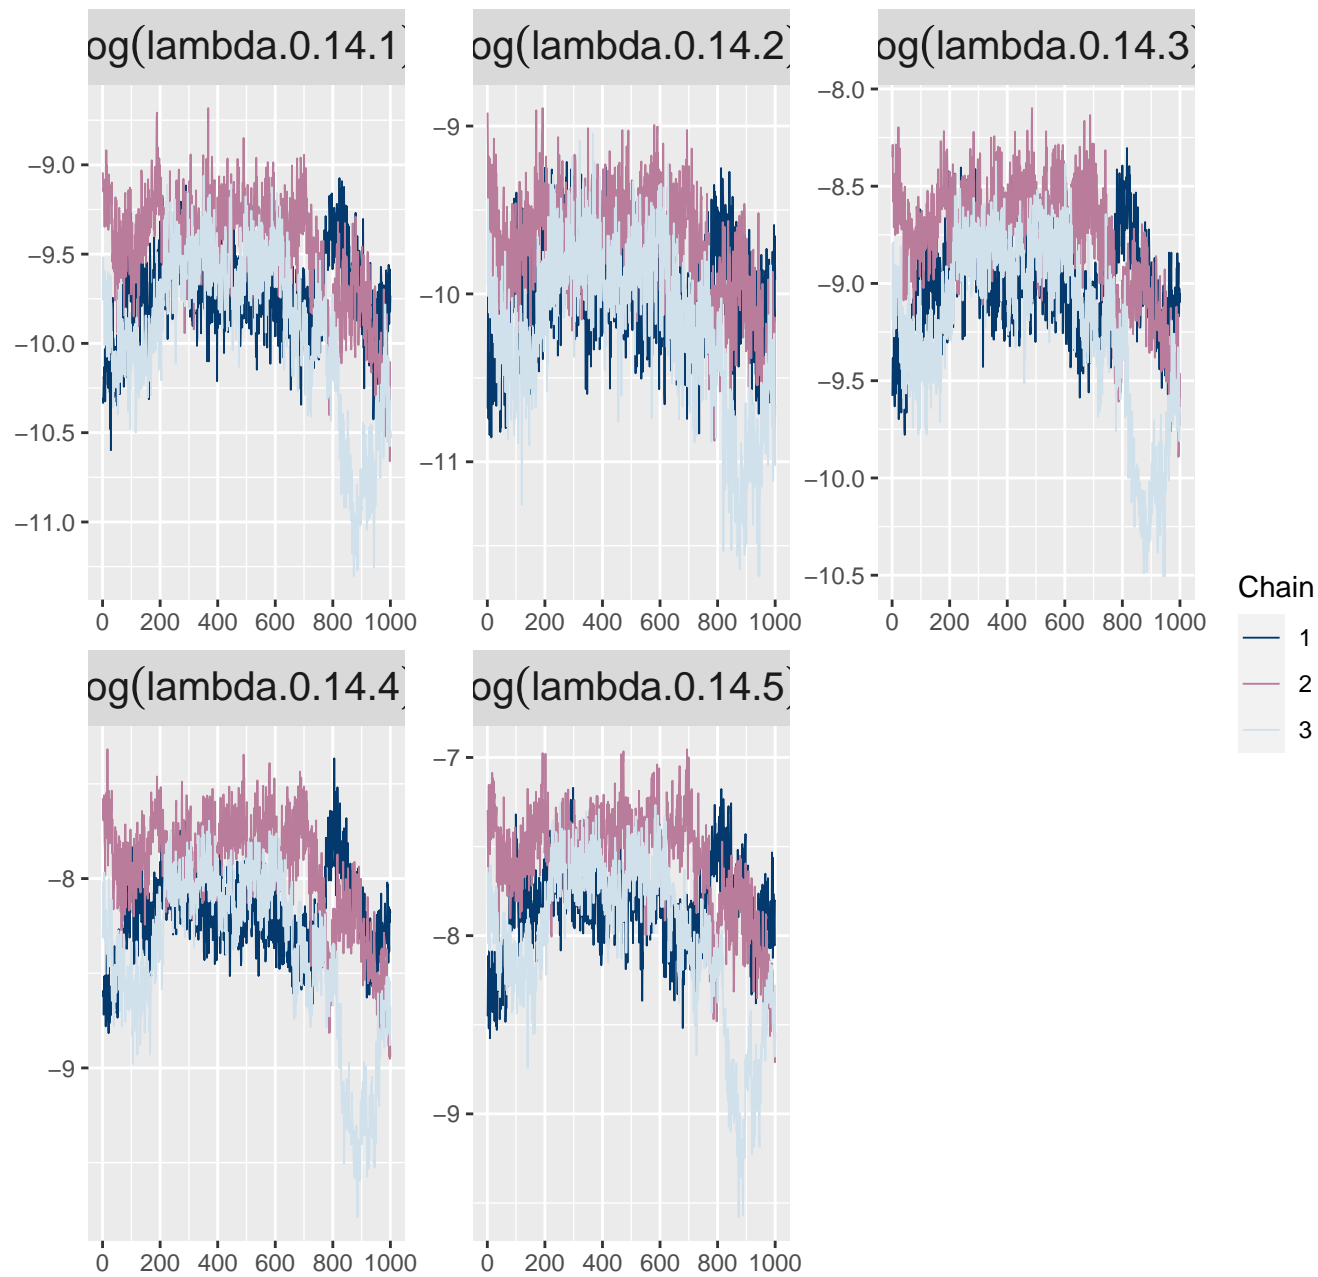 og(lambda.0.14.1)
og(lambda.0.14.2)
og(lambda.0.14.3)
−9.0
−9.5
−10.0
−10.5
−11.0
0 200 400 600 800 1000
−9
−10
−11
0 200 400 600 800 1000
−8.0
−8.5
−9.0
−9.5
−10.0
−10.5
0 200 400 600 800 1000
Chain
1
2
3
og(lambda.0.14.4)
og(lambda.0.14.5)
−8
−9
0 200 400 600 800 1000
−7
−8
−9
0 200 400 600 800 1000